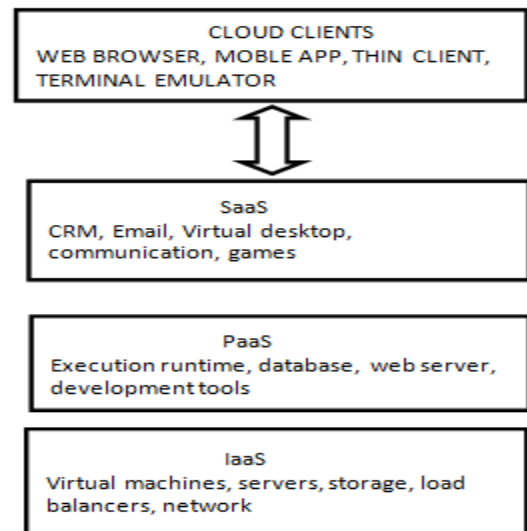 CLOUD CLIENTS
WEB BROWSER, MOBLE APP, THIN CLIENT,
TERMINAL EMULATOR
SaaS
CRM, Email, Virtual desktop,
communication, games
PaaS
Execution runtime, database, web server,
development tools
IaaS
Virtual machines, servers, storage, load
balancers, network